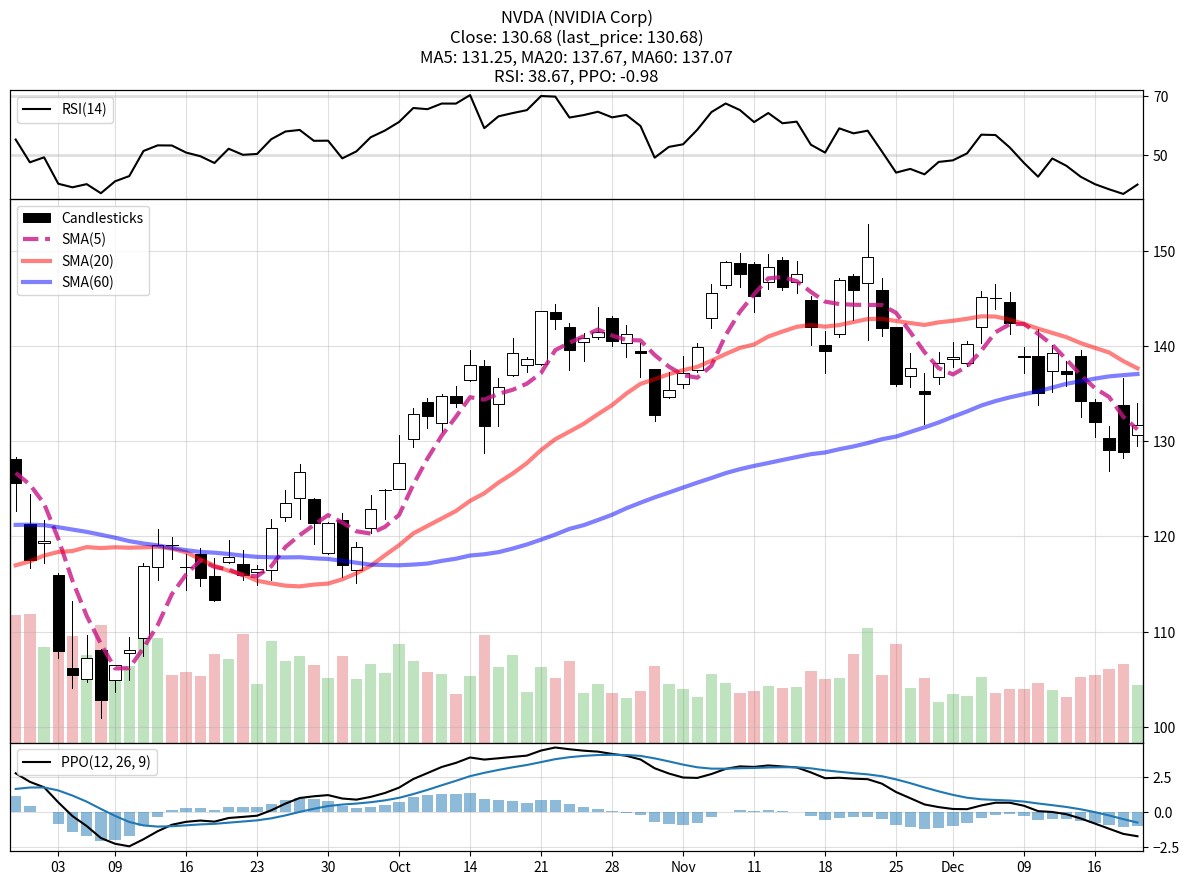 NVDA (NVIDIA Corp)
Close: 130.68 (last_price: 130.68)
MA5: 131.25, MA20: 137.67, MA60: 137.07
RSI: 38.67, PPO: -0.98
RSI(14)
70
50
Candlesticks
SMA(5)
SMA(20)
SMA(60)
150
140
130
120
110
100
PPO(12, 26, 9)
2.5
0.0
−2.5
03 09 16 23 30 Oct 14 21 28 Nov 11 18 25 Dec 09 16